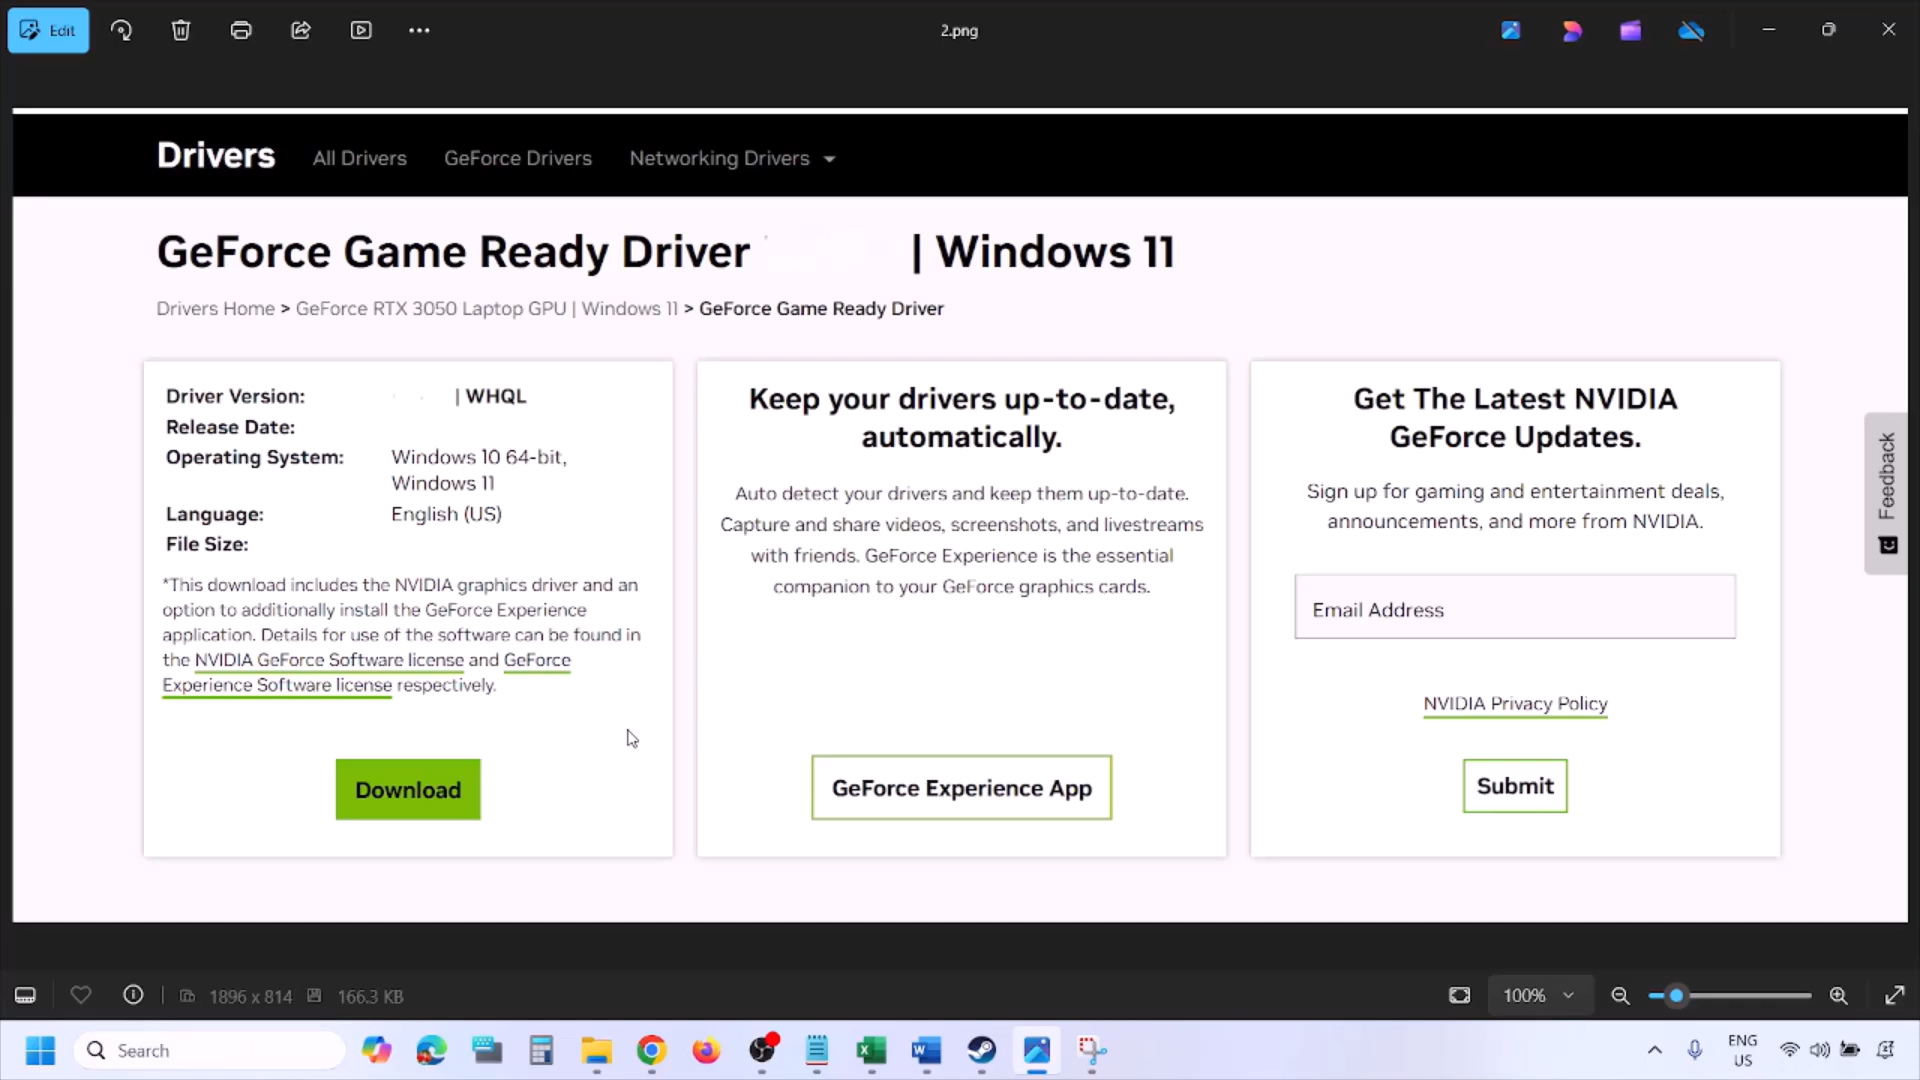 Edit
2.png
Drivers All Drivers GeForce Drivers Networking Drivers
GeForce Game Ready Driver | Windows 11
Drivers Home > GeForce RTX 3050 Laptop GPU | Windows 11 > GeForce Game Ready Driver
Driver Version: | WHQL
Release Date:
Operating System: Windows 10 64-bit,
Windows 11
Language: English (US)
File Size:
*This download includes the NVIDIA graphics driver and an
option to additionally install the GeForce Experience
application. Details for use of the software can be found in
the NVIDIA GeForce Software license and GeForce
Experience Software license respectively.
Download
Keep your drivers up-to-date,
automatically.
Auto detect your drivers and keep them up-to-date.
Capture and share videos, screenshots, and livestreams
with friends. GeForce Experience is the essential
companion to your GeForce graphics cards.
GeForce Experience App
Get The Latest NVIDIA
GeForce Updates.
Sign up for gaming and entertainment deals,
announcements, and more from NVIDIA.
Email Address
NVIDIA Privacy Policy
Submit
Feedback
1896 x 814 166.3 KB
100%
Search
ENG
US